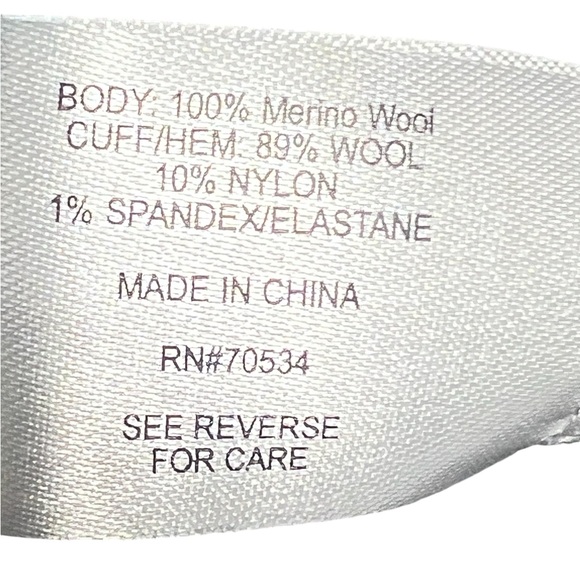 BODY: 100% Merino Wool
CUFF/HEM: 89% WOOL
10% NYLON
1% SPANDEX/ELASTANE
MADE IN CHINA
RN#70534
SEE REVERSE
FOR CARE